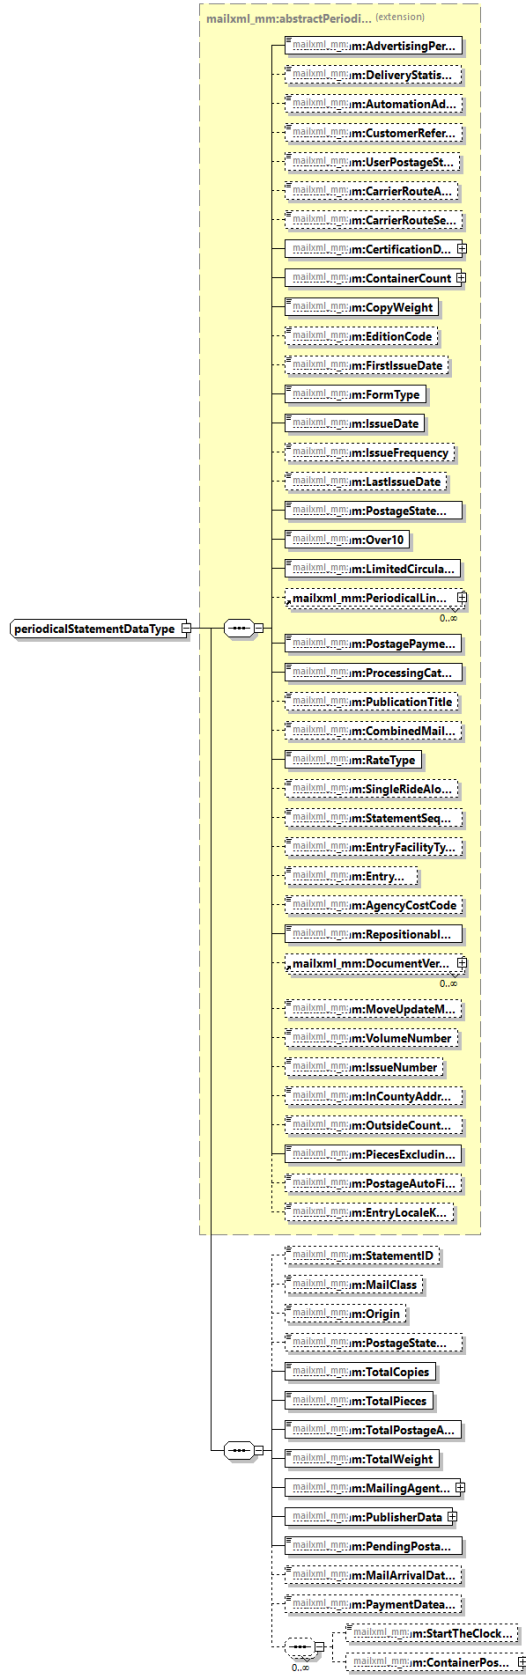 mailxml_mm:abstractPeriodi... (extension)
mailxml_mm:AdvertisingPer...
mailxml_mm:DeliveryStatis...
mailxml_mm:AutomationAd...
mailxml_mm:CustomerRefer...
mailxml_mm:UserPostageSt...
mailxml_mm:CarrierRouteA...
mailxml_mm:CarrierRouteSe...
mailxml_mm:CertificationD...
mailxml_mm:ContainerCount
mailxml_mm:CopyWeight
mailxml_mm:EditionCode
mailxml_mm:FirstIssueDate
mailxml_mm:FormType
mailxml_mm:IssueDate
mailxml_mm:IssueFrequency
mailxml_mm:LastIssueDate
mailxml_mm:PostageState...
mailxml_mm:Over10
mailxml_mm:LimitedCircula...
mailxml_mm:PeriodicalLin...
0..∞
periodicalStatementDataType
mailxml_mm:PostagePayme...
mailxml_mm:ProcessingCat...
mailxml_mm:PublicationTitle
mailxml_mm:CombinedMail...
mailxml_mm:RateType
mailxml_mm:SingleRideAlo...
mailxml_mm:StatementSeq...
mailxml_mm:EntryFacilityTy...
mailxml_mm:Entry...
mailxml_mm:AgencyCostCode
mailxml_mm:Repositionabl...
mailxml_mm:DocumentVer...
0..∞
mailxml_mm:MoveUpdateM...
mailxml_mm:VolumeNumber
mailxml_mm:IssueNumber
mailxml_mm:InCountyAddr...
mailxml_mm:OutsideCount...
mailxml_mm:PiecesExcludin...
mailxml_mm:PostageAutoFi...
mailxml_mm:EntryLocaleK...
mailxml_mm:StatementID
mailxml_mm:MailClass
mailxml_mm:Origin
mailxml_mm:PostageState...
mailxml_mm:TotalCopies
mailxml_mm:TotalPieces
mailxml_mm:TotalPostageA...
mailxml_mm:TotalWeight
mailxml_mm:MailingAgent...
mailxml_mm:PublisherData
mailxml_mm:PendingPosta...
mailxml_mm:MailArrivalDat...
mailxml_mm:PaymentDatea...
mailxml_mm:StartTheClock...
mailxml_mm:ContainerPos...
0..∞